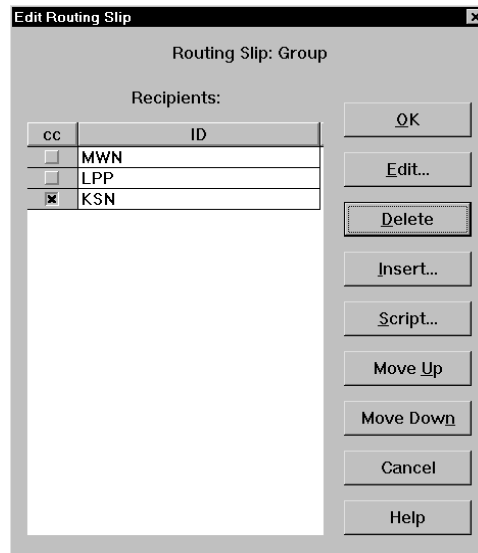 Edit Routing Slip
Routing Slip: Group
Recipients:
cc ID
MWN
LPP
KSN
OK
Edit...
Delete
Insert...
Script...
Move Up
Move Down
Cancel
Help